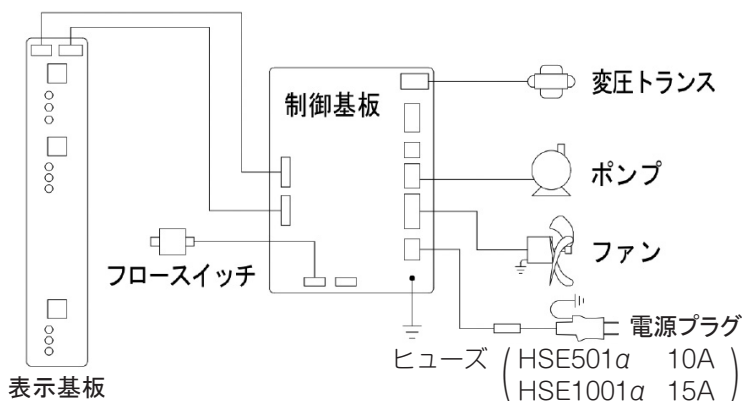 制御基板
変圧トランス
ポンプ
フロースイッチ
ファン
電源プラグ
ヒューズ (HSE501α 10A
HSE1001α 15A)
表示基板